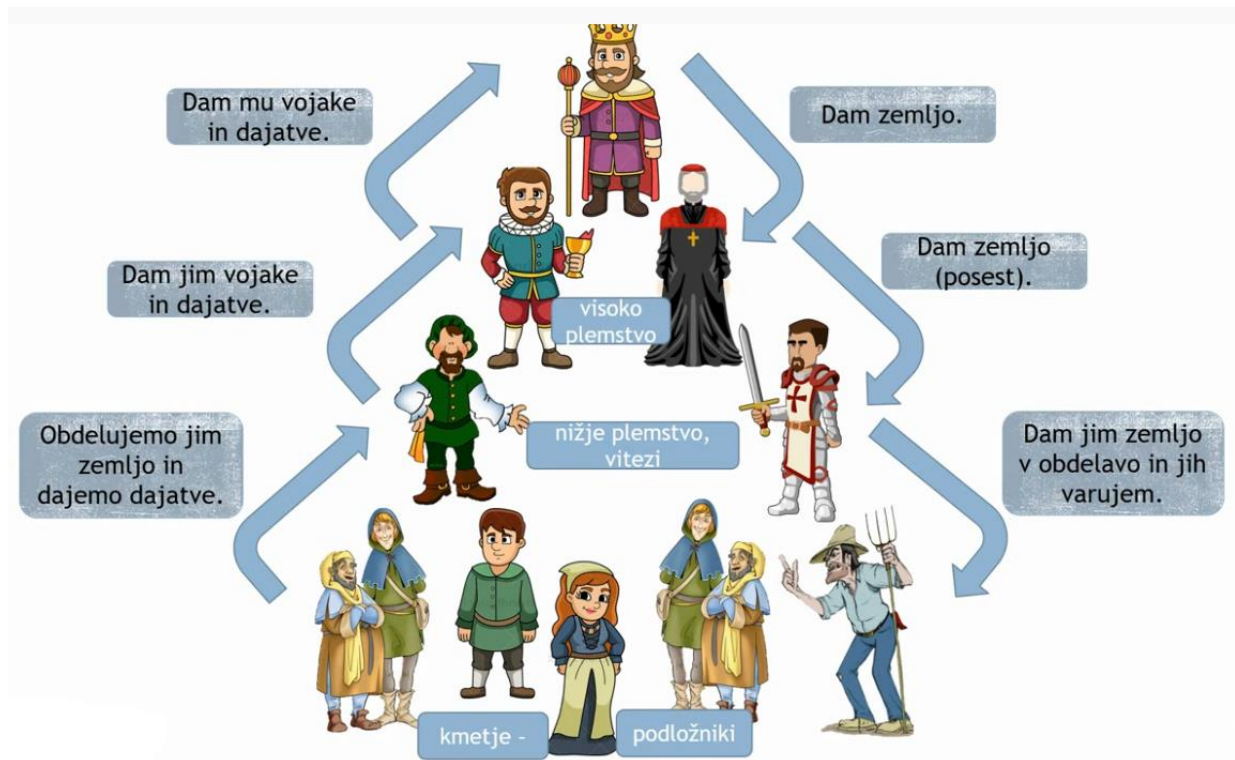 Dam mu vojake
in dajatve.
Dam zemljo.
Dam jim vojake
in dajatve.
Dam zemljo
(posest).
visoko
plemstvo
Obdelujemo jim
zemljo in
dajemo dajatve.
nižje plemstvo,
vitezi
Dam jim zemljo
v obdelavo in jih
varujem.
kmetje -
podložniki